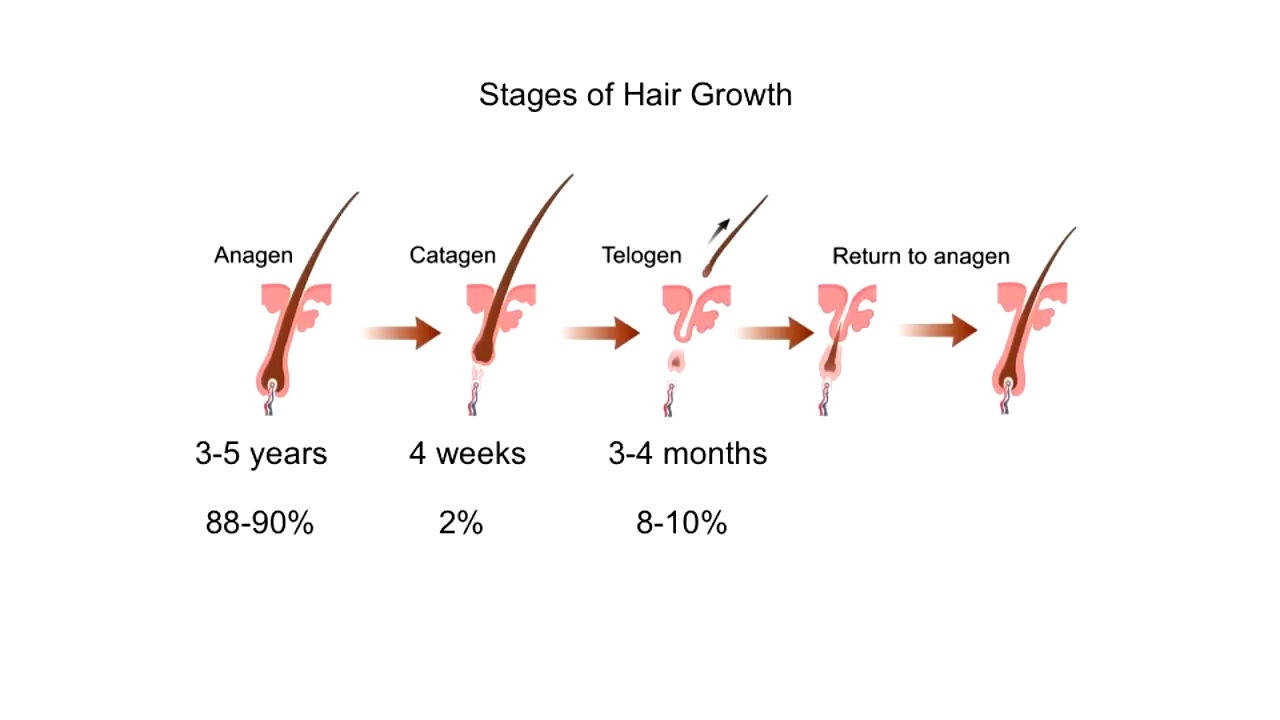 Stages of Hair Growth
Anagen
Catagen
Telogen
Return to anagen
3-5 years
4 weeks
3-4 months
88-90%
2%
8-10%